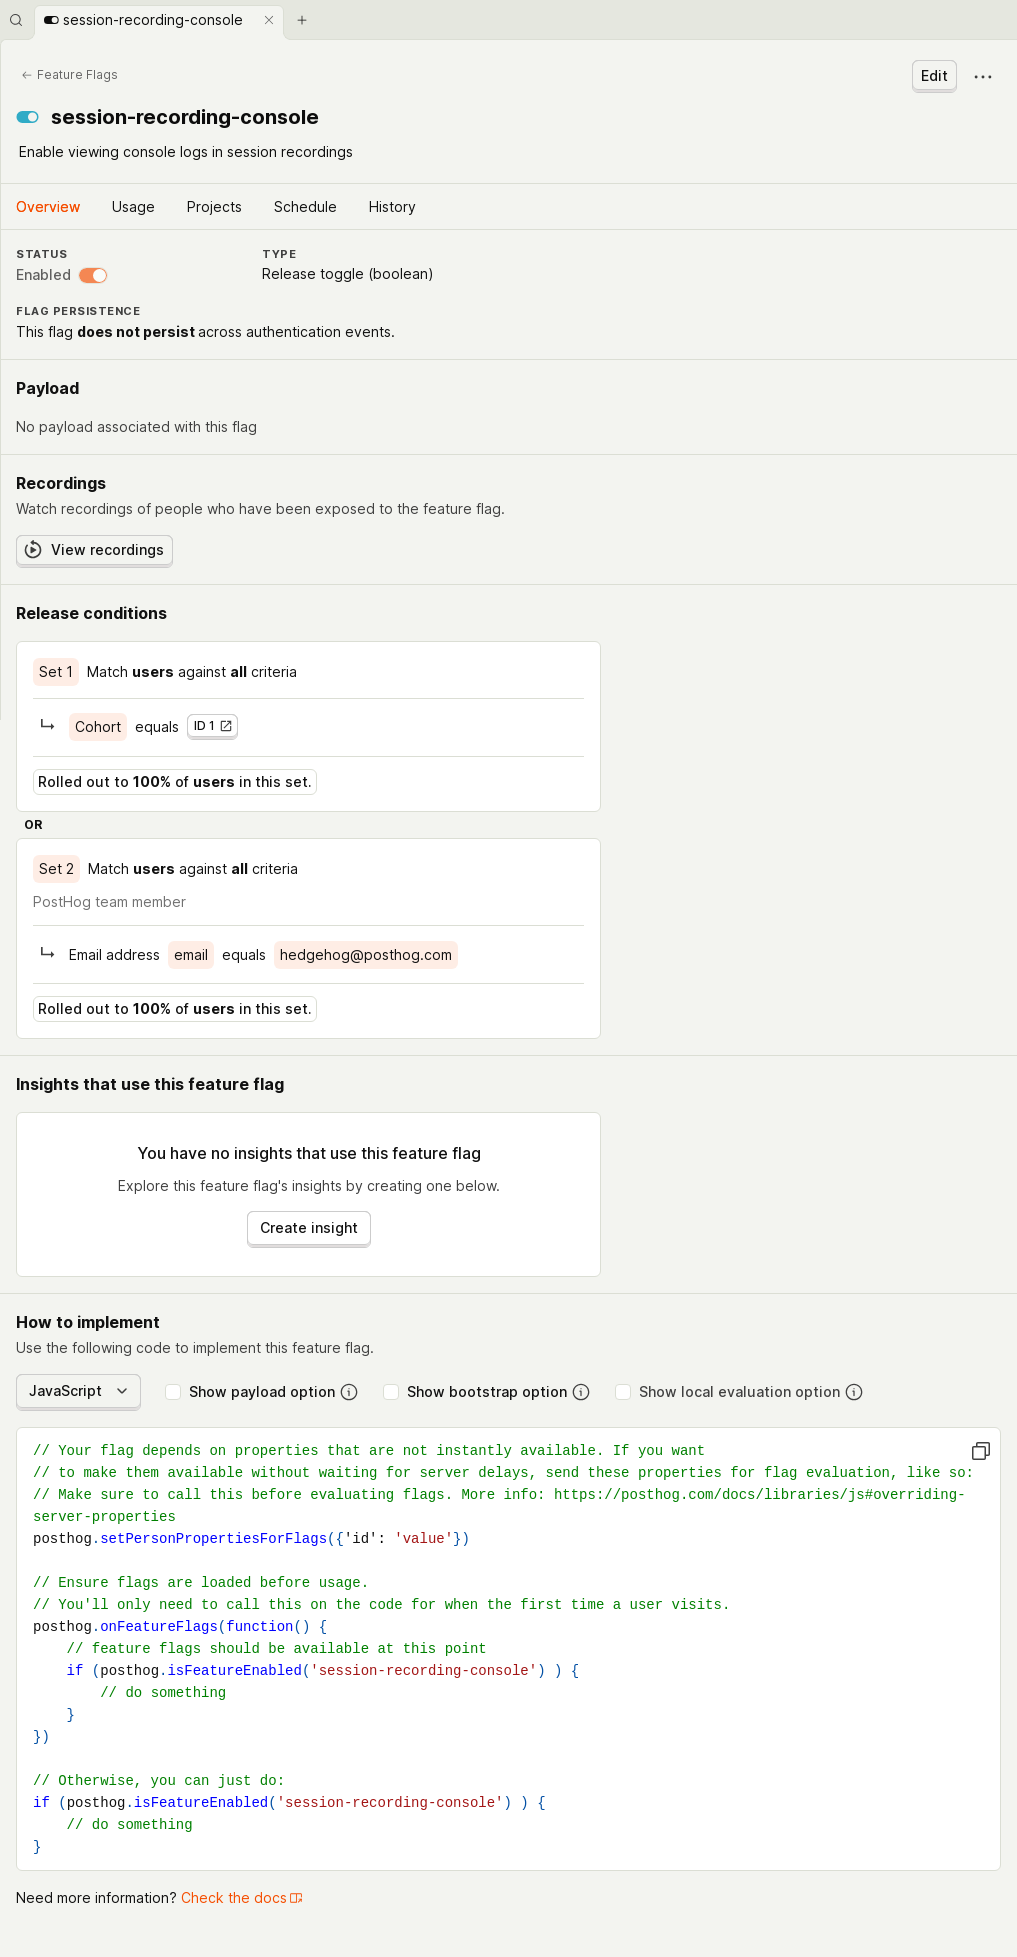 session-recording-console
Feature Flags
Edit
session-recording-console
Enable viewing console logs in session recordings
Overview Usage Projects Schedule History
STATUS TYPE
Enabled Release toggle (boolean)
FLAG PERSISTENCE
This flag does not persist across authentication events.
Payload
No payload associated with this flag
Recordings
Watch recordings of people who have been exposed to the feature flag.
View recordings
Release conditions
Set 1 Match users against all criteria
Cohort equals ID 1
Rolled out to 100% of users in this set.
OR
Set 2 Match users against all criteria
PostHog team member
Email address email equals hedgehog@posthog.com
Rolled out to 100% of users in this set.
Insights that use this feature flag
You have no insights that use this feature flag
Explore this feature flag's insights by creating one below.
Create insight
How to implement
Use the following code to implement this feature flag.
JavaScript Show payload option Show bootstrap option Show local evaluation option
// Your flag depends on properties that are not instantly available. If you want
// to make them available without waiting for server delays, send these properties for flag evaluation, like so:
// Make sure to call this before evaluating flags. More info: https://posthog.com/docs/libraries/js#overriding-
server-properties
posthog.setPersonPropertiesForFlags({'id': 'value'})
// Ensure flags are loaded before usage.
// You'll only need to call this on the code for when the first time a user visits.
posthog.onFeatureFlags(function() {
    // feature flags should be available at this point
    if (posthog.isFeatureEnabled('session-recording-console') ) {
        // do something
    }
})
// Otherwise, you can just do:
if (posthog.isFeatureEnabled('session-recording-console') ) {
    // do something
}
Need more information? Check the docs